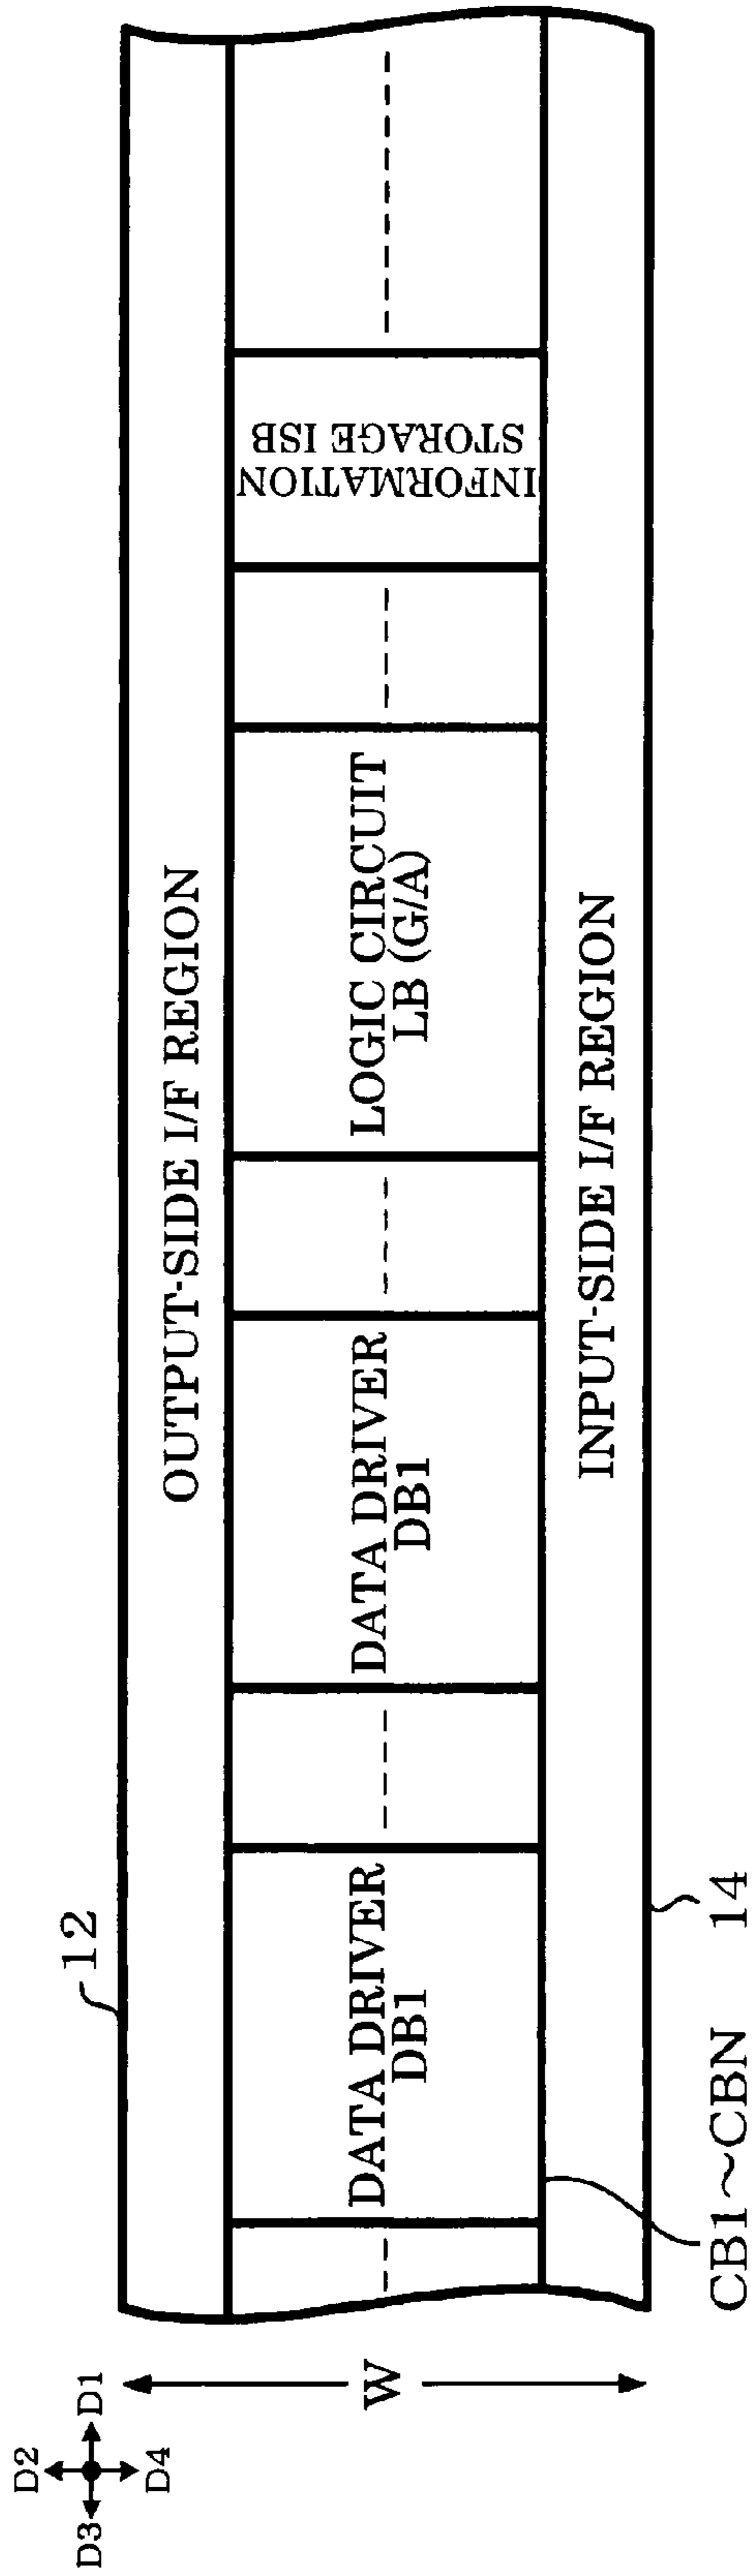 D2
D3
D1
D4
W
12
OUTPUT-SIDE I/F REGION
DATA DRIVER
DB1
DATA DRIVER
DB1
LOGIC CIRCUIT
LB (G/A)
INFORMATION
STORAGE ISB
INPUT-SIDE I/F REGION
CB1~CBN
14